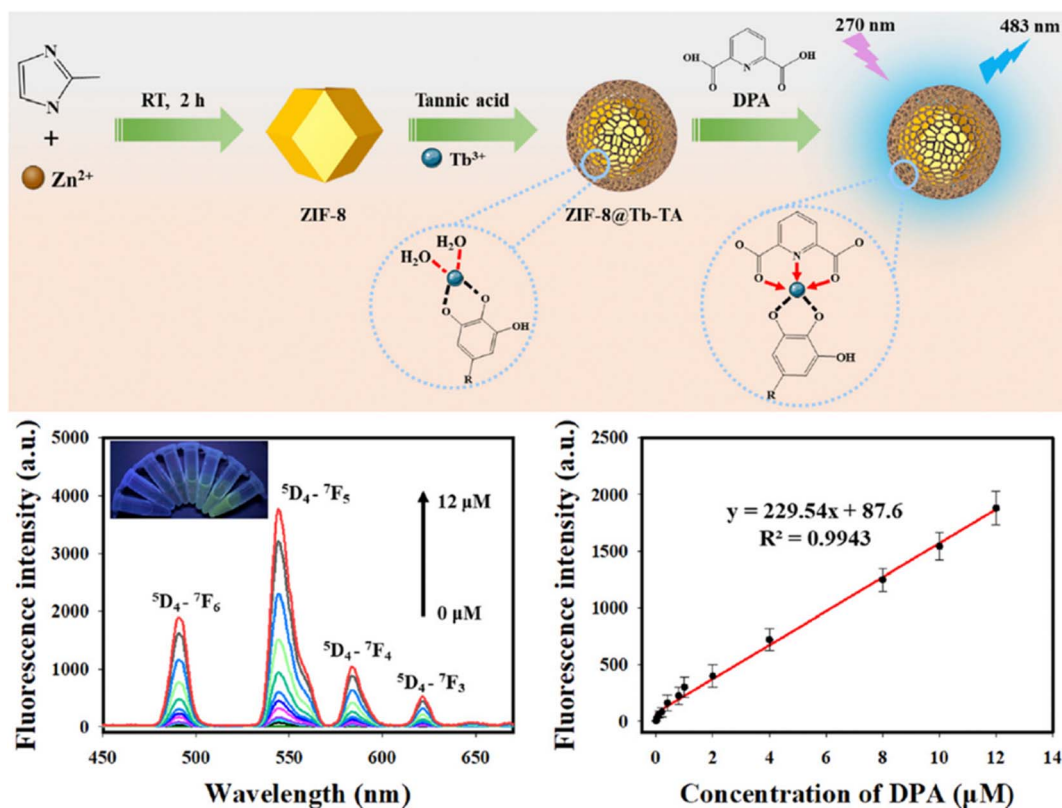 N
N
+
Zn²⁺
RT, 2 h
ZIF-8
Tannic acid
Tb³⁺
ZIF-8@Tb-TA
O
OH
N
OH
O
DPA
270 nm
483 nm
H₂O
H₂O
O
O
OH
R
O
O
N
O
O
O
O
OH
R
Fluorescence intensity (a.u.)
5000
4000
3000
2000
1000
0
⁵D₄- ⁷F₆
⁵D₄- ⁷F₅
⁵D₄- ⁷F₄
⁵D₄- ⁷F₃
12 µM
0 µM
450
500
550
600
650
Wavelength (nm)
Fluorescence intensity (a.u.)
2500
2000
1500
1000
500
0
y = 229.54x + 87.6
R² = 0.9943
0
2
4
6
8
10
12
14
Concentration of DPA (µM)